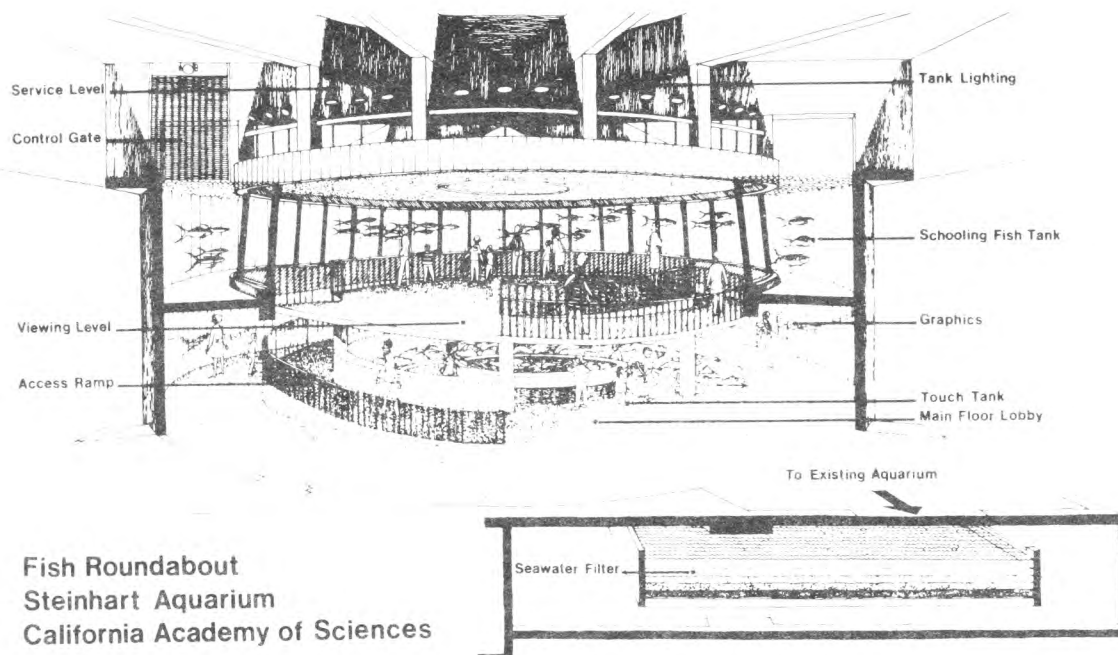 Service Level
Tank Lighting
Control Gate
Schooling Fish Tank
Viewing Level
Graphics
Access Ramp
Touch Tank
Main Floor Lobby
To Existing Aquarium
Seawater Filter
Fish Roundabout
Steinhart Aquarium
California Academy of Sciences